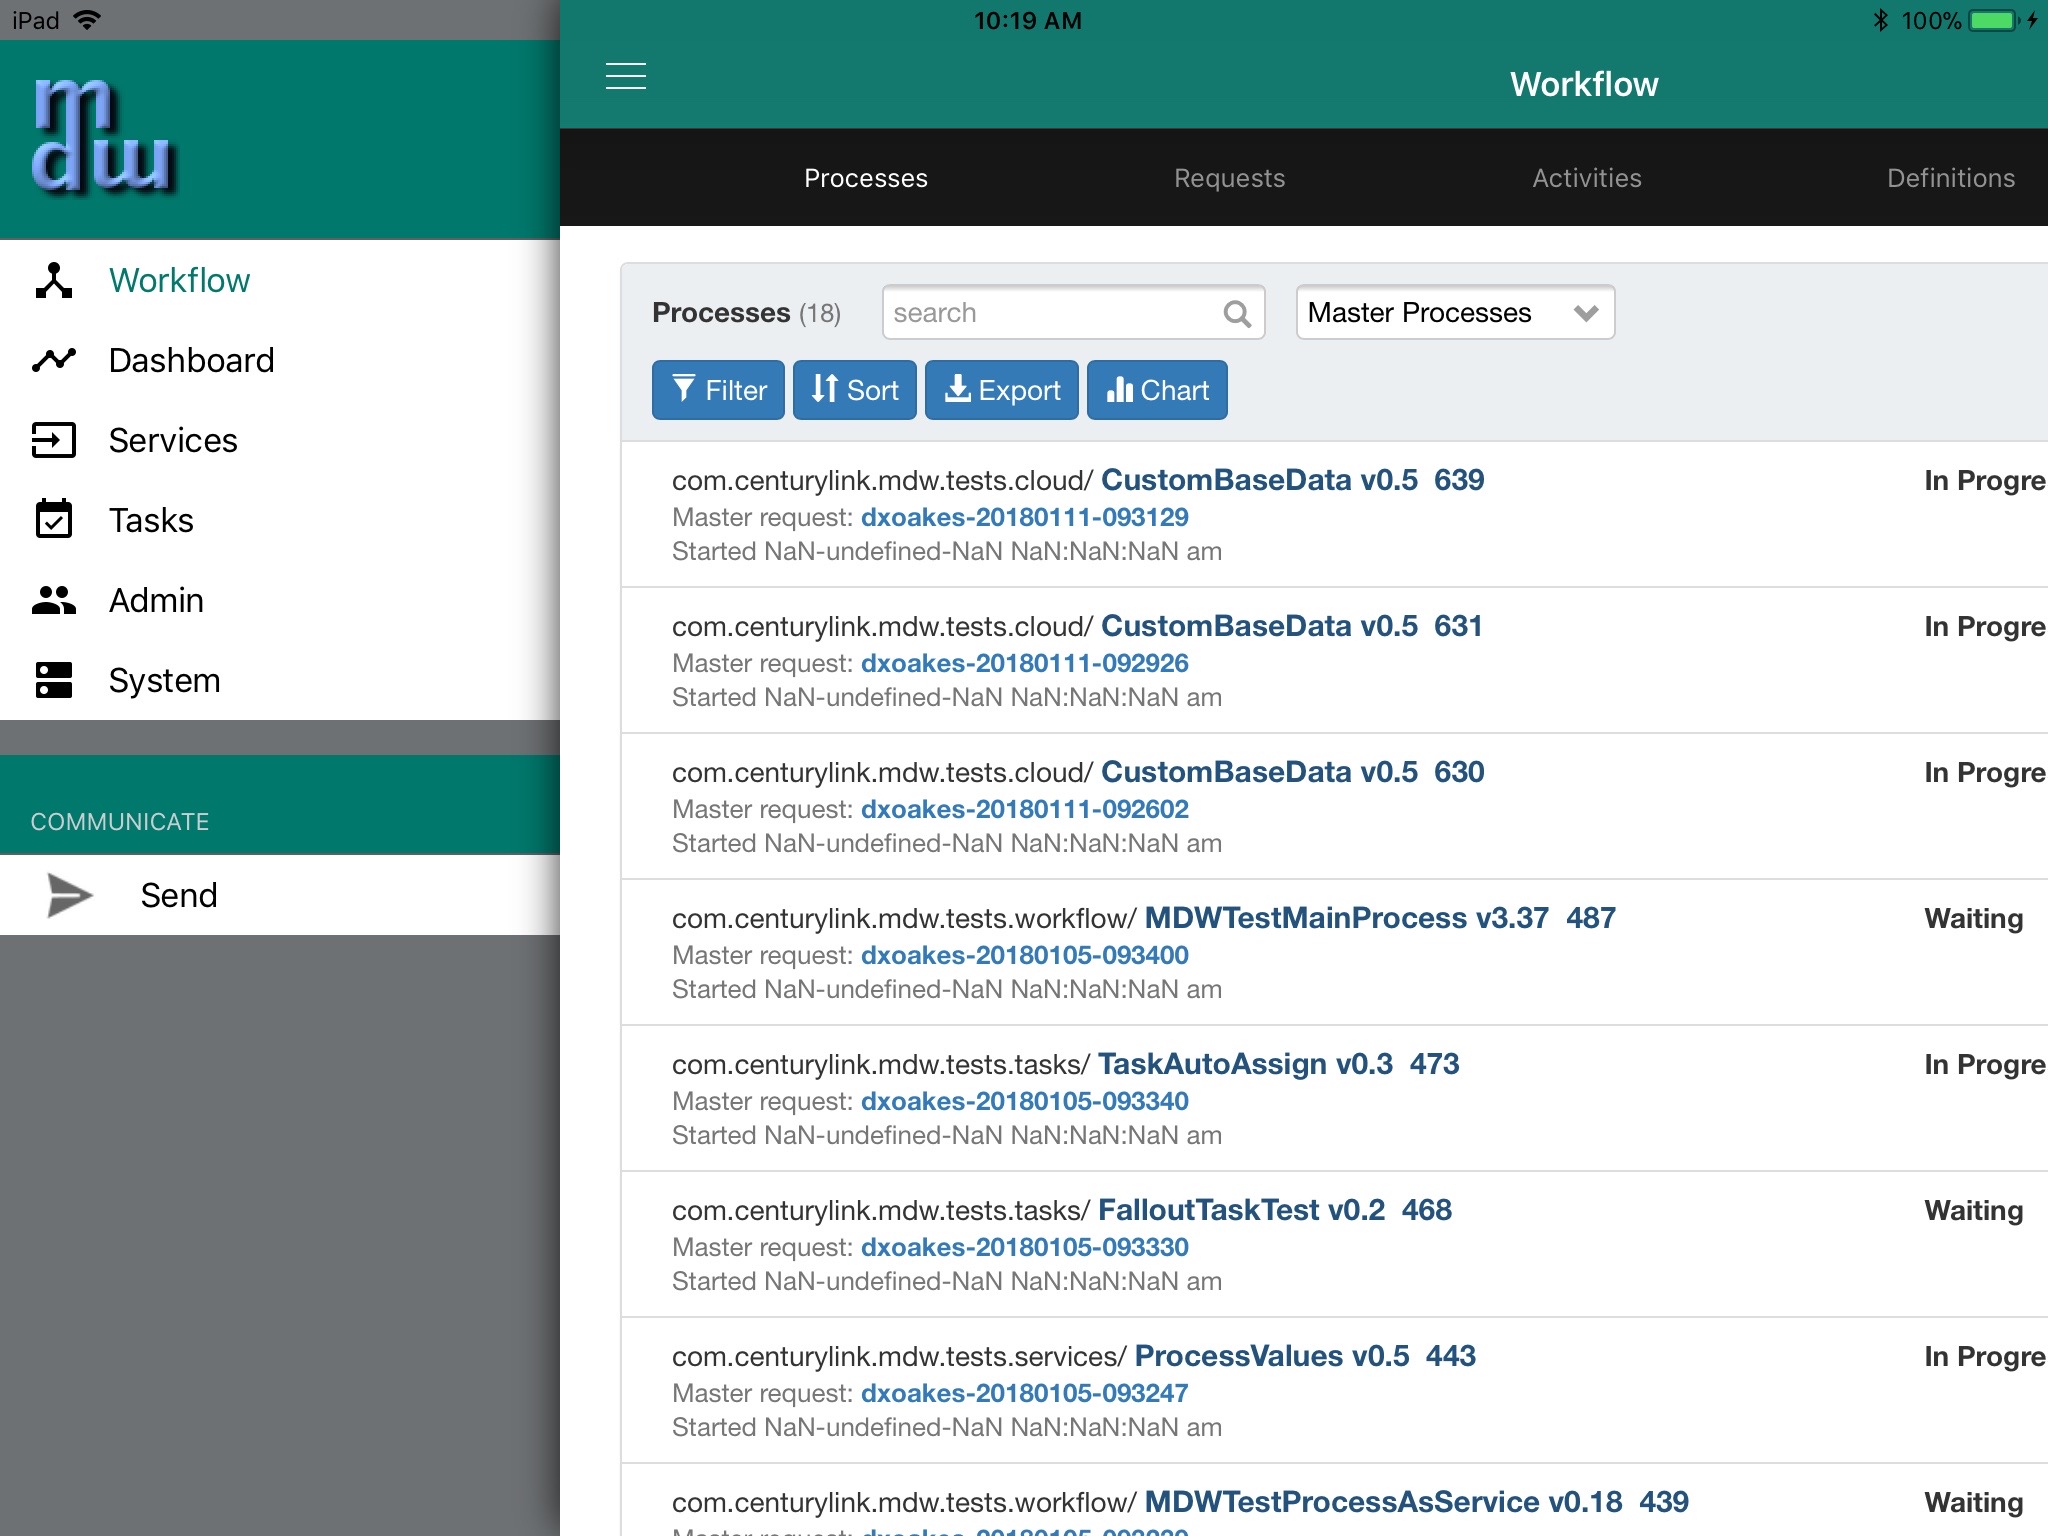 iPad 10:19 AM 100%
mdw
Workflow
Dashboard
Services
Tasks
Admin
System
COMMUNICATE
Send
Workflow
Processes Requests Activities Definitions
Processes (18) search Master Processes
Filter Sort Export Chart
com.centurylink.mdw.tests.cloud/ CustomBaseData v0.5 639 In Progre
Master request: dxoakes-20180111-093129
Started NaN-undefined-NaN NaN:NaN:NaN am
com.centurylink.mdw.tests.cloud/ CustomBaseData v0.5 631 In Progre
Master request: dxoakes-20180111-092926
Started NaN-undefined-NaN NaN:NaN:NaN am
com.centurylink.mdw.tests.cloud/ CustomBaseData v0.5 630 In Progre
Master request: dxoakes-20180111-092602
Started NaN-undefined-NaN NaN:NaN:NaN am
com.centurylink.mdw.tests.workflow/ MDWTestMainProcess v3.37 487 Waiting
Master request: dxoakes-20180105-093400
Started NaN-undefined-NaN NaN:NaN:NaN am
com.centurylink.mdw.tests.tasks/ TaskAutoAssign v0.3 473 In Progre
Master request: dxoakes-20180105-093340
Started NaN-undefined-NaN NaN:NaN:NaN am
com.centurylink.mdw.tests.tasks/ FalloutTaskTest v0.2 468 Waiting
Master request: dxoakes-20180105-093330
Started NaN-undefined-NaN NaN:NaN:NaN am
com.centurylink.mdw.tests.services/ ProcessValues v0.5 443 In Progre
Master request: dxoakes-20180105-093247
Started NaN-undefined-NaN NaN:NaN:NaN am
com.centurylink.mdw.tests.workflow/ MDWTestProcessAsService v0.18 439 Waiting
Master request: